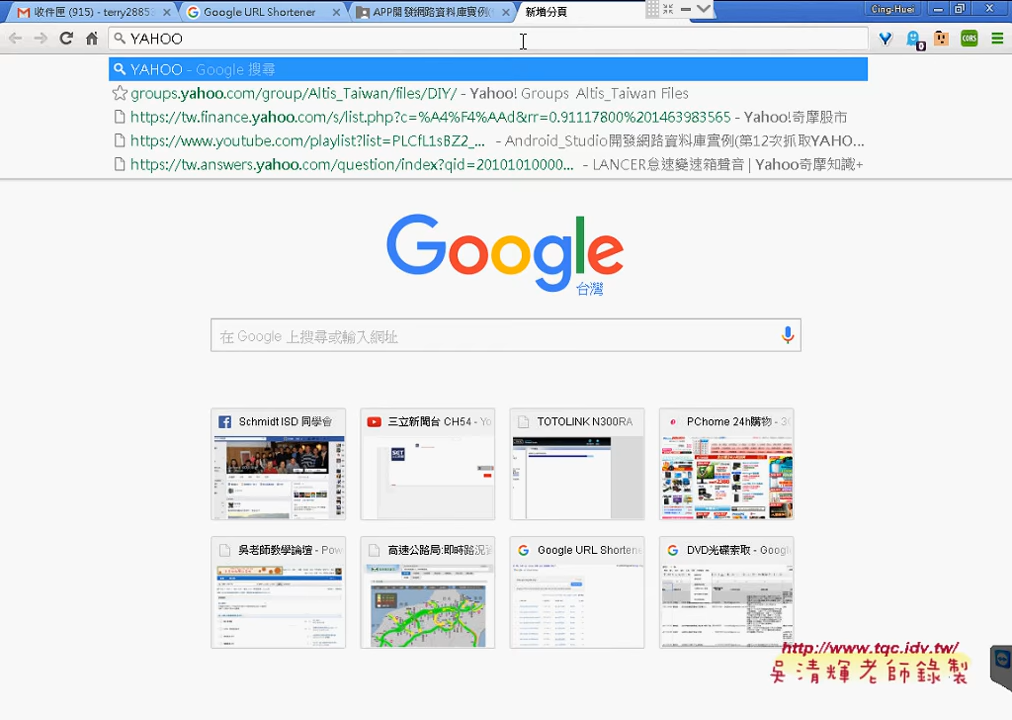 收件匣 (915) - terry2885
Google URL Shortener
APP開發網路資料庫實例(
新增分頁
Cing-Huei
YAHOO
0
CORS
YAHOO - Google 搜尋
groups.yahoo.com/group/Altis_Taiwan/files/DIY/ - Yahoo! Groups Altis_Taiwan Files
https://tw.finance.yahoo.com/s/list.php?c=%A4%F4%AAd&rr=0.91117800%201463983565 - Yahoo!奇摩股市
https://www.youtube.com/playlist?list=PLCfL1sBZ2_... - Android_Studio開發網路資料庫實例(第12次抓取YAHO...
https://tw.answers.yahoo.com/question/index?qid=20101010000... - LANCER怠速變速箱聲音 | Yahoo奇摩知識+
Google
台灣
在 Google 上搜尋或輸入網址
Schmidt ISD 同學會
三立新聞台 CH54 - Yo
TOTOLINK N300RA
PChome 24h購物 - 3
SET
吳老師教學論壇 - Pow
高速公路局:即時路況
Google URL Shortene
DVD光碟索取 - Googl
http://www.tqc.idv.tw/
吳清輝老師錄製